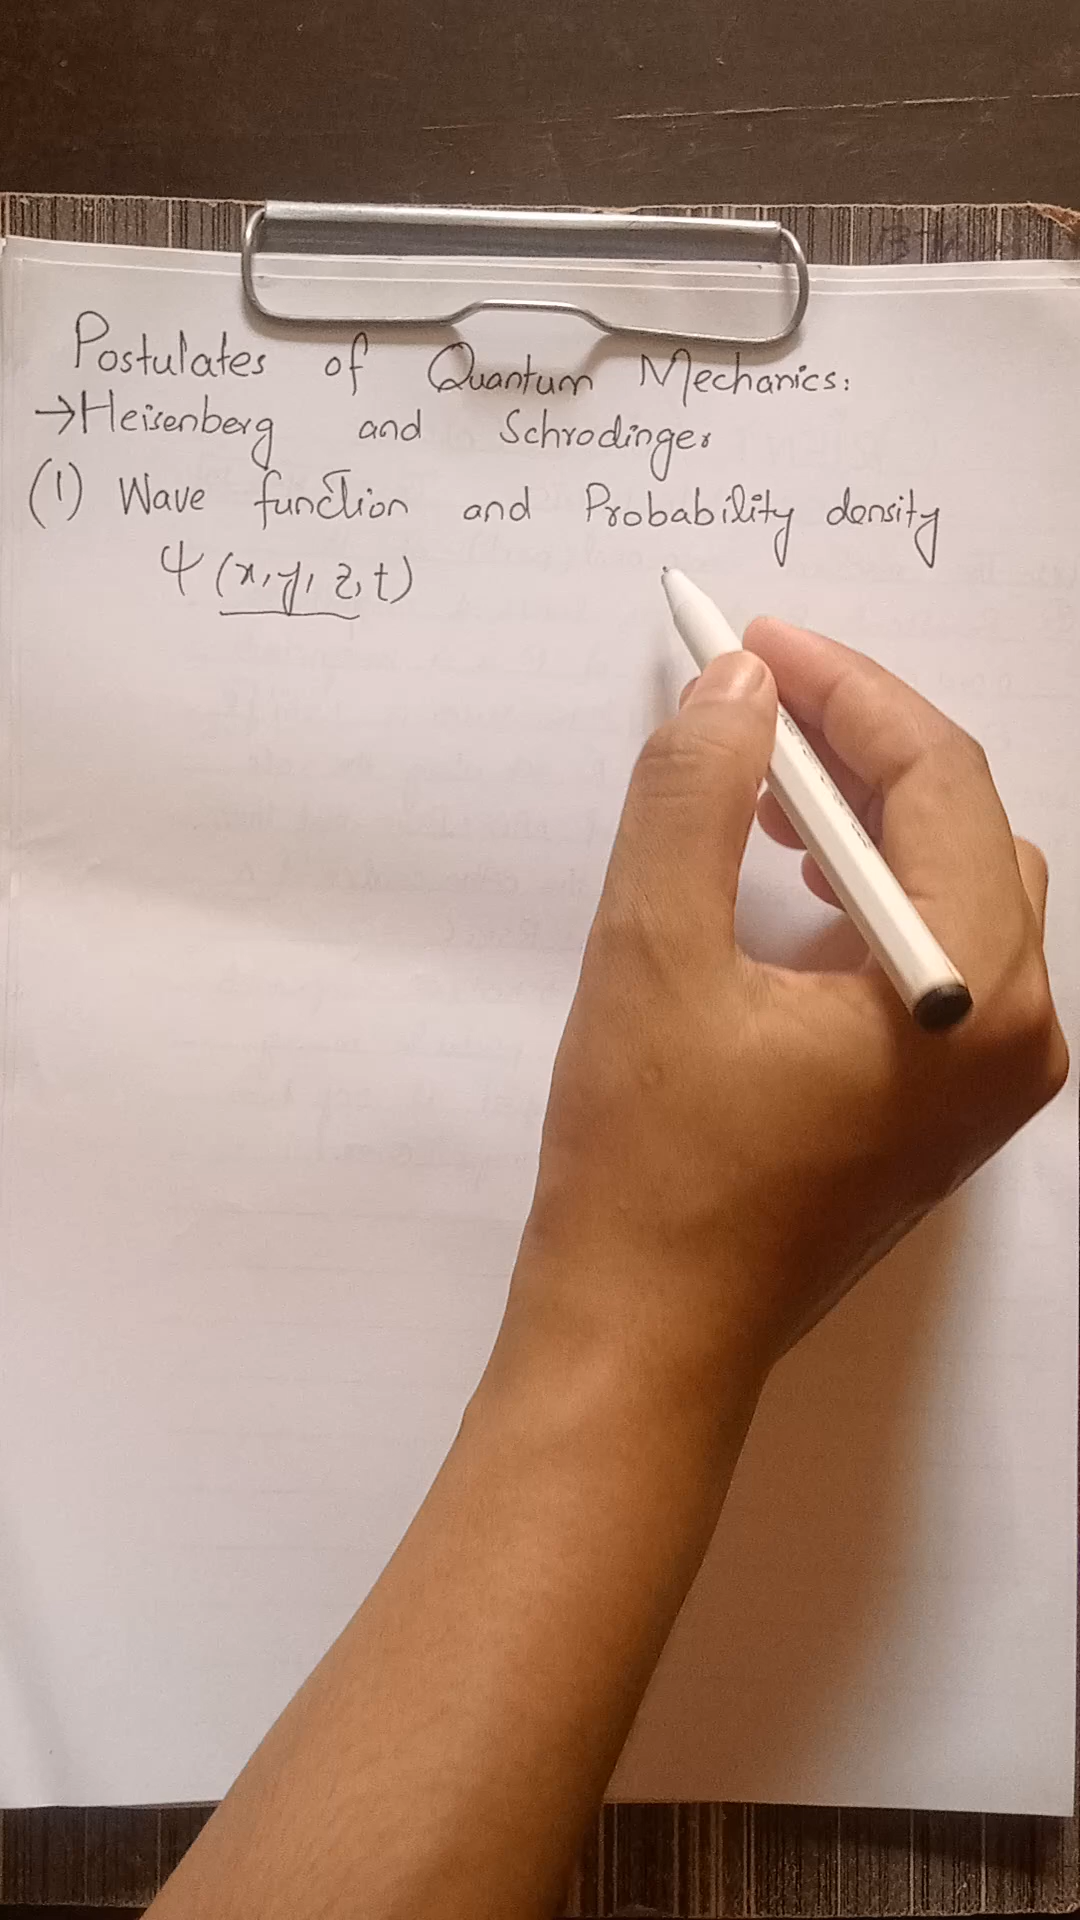 Postulates of Quantum Mechanics:
→Heisenberg and Schrodinger
(1) Wave function and Probability density
Ψ (x, y, z, t)